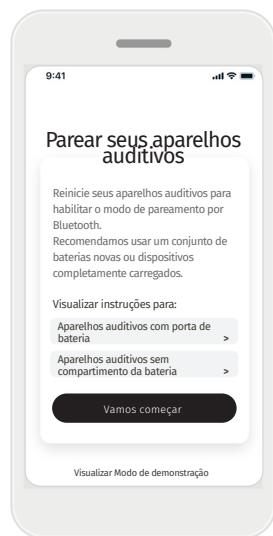 9:41
Parear seus aparelhos
auditivos
Reinicie seus aparelhos auditivos para
habilitar o modo de pareamento por
Bluetooth.
Recomendamos usar um conjunto de
baterias novas ou dispositivos
completamente carregados.
Visualizar instruções para:
Aparelhos auditivos com porta de
bateria >
Aparelhos auditivos sem
compartimento da bateria >
Vamos começar
Visualizar Modo de demonstração